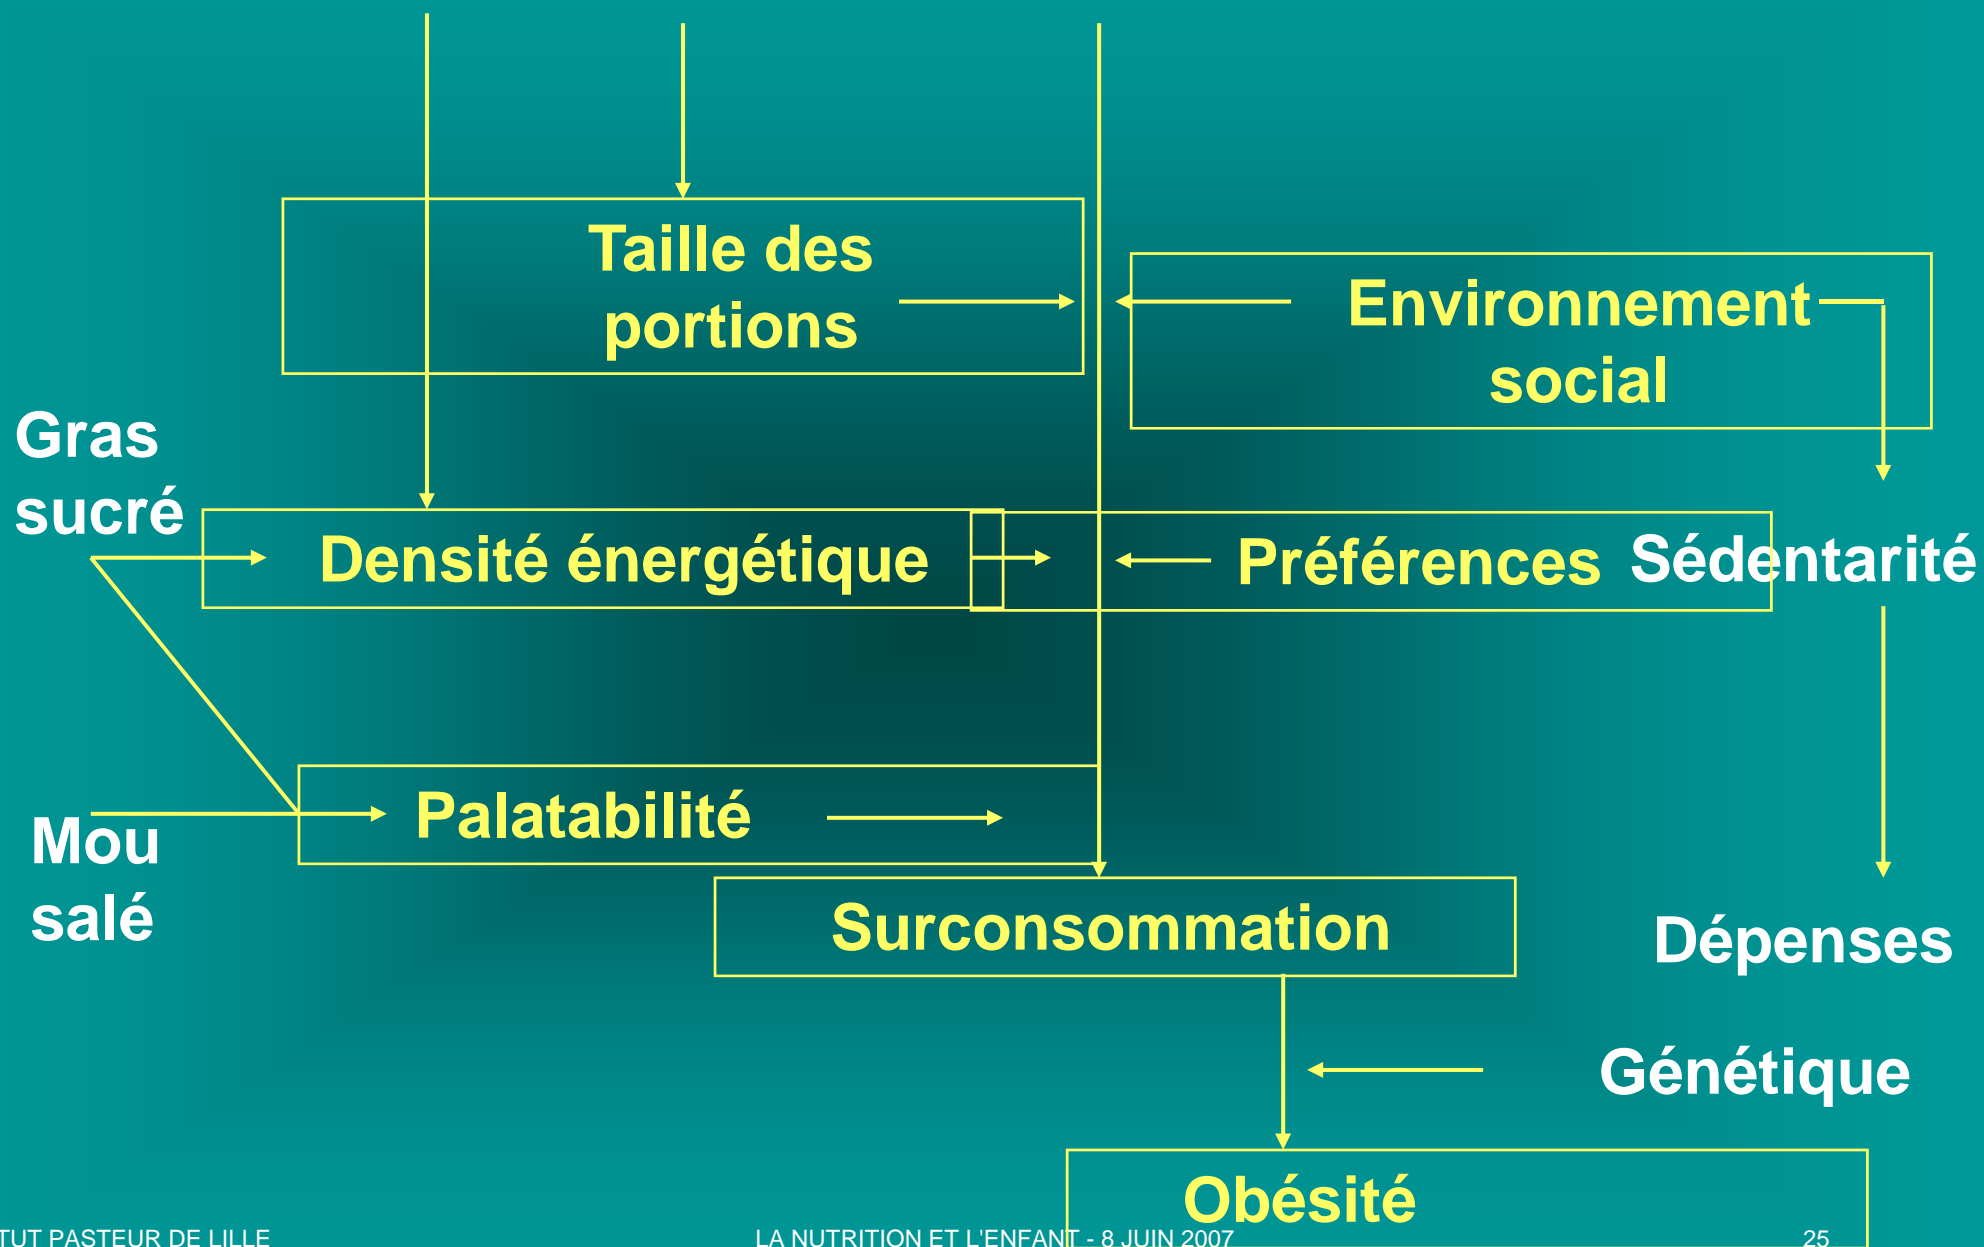 Taille des
portions
Environnement
social
Gras
sucré
Densité énergétique
Préférences
Sédentarité
Palatabilité
Mou
salé
Surconsommation
Dépenses
Génétique
Obésité
TUT PASTEUR DE LILLE
LA NUTRITION ET L'ENFANT - 8 JUIN 2007
25